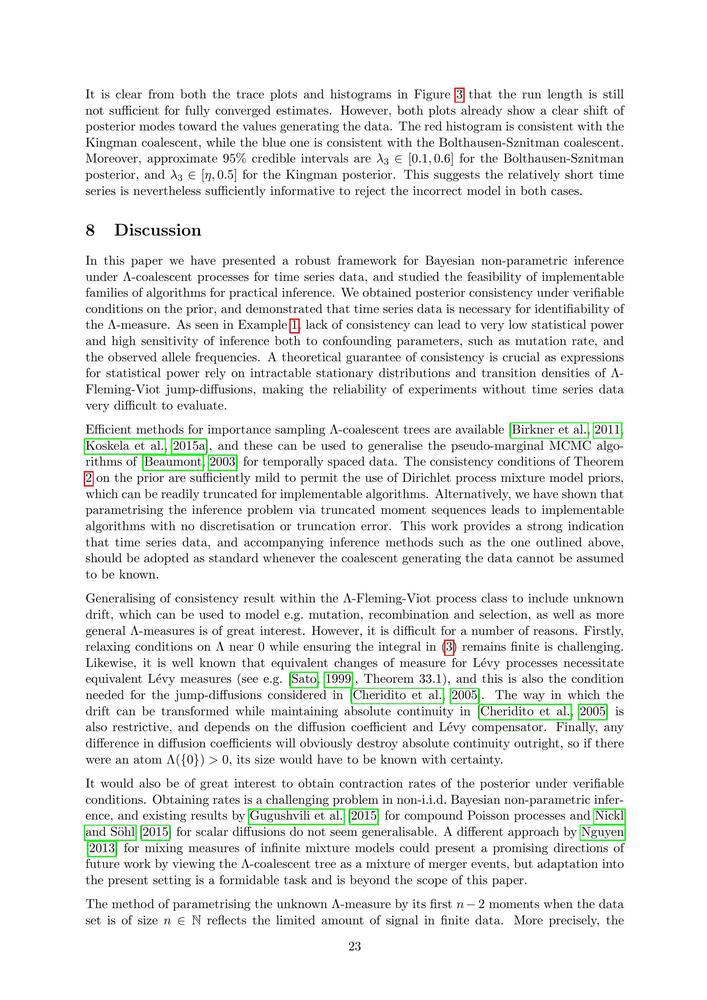 It is clear from both the trace plots and histograms in Figure 3 that the run length is still
not sufficient for fully converged estimates. However, both plots already show a clear shift of
posterior modes toward the values generating the data. The red histogram is consistent with the
Kingman coalescent, while the blue one is consistent with the Bolthausen-Sznitman coalescent.
Moreover, approximate 95% credible intervals are λ₃ ∈ [0.1, 0.6] for the Bolthausen-Sznitman
posterior, and λ₃ ∈ [η, 0.5] for the Kingman posterior. This suggests the relatively short time
series is nevertheless sufficiently informative to reject the incorrect model in both cases.
8 Discussion
In this paper we have presented a robust framework for Bayesian non-parametric inference
under Λ-coalescent processes for time series data, and studied the feasibility of implementable
families of algorithms for practical inference. We obtained posterior consistency under verifiable
conditions on the prior, and demonstrated that time series data is necessary for identifiability of
the Λ-measure. As seen in Example 1, lack of consistency can lead to very low statistical power
and high sensitivity of inference both to confounding parameters, such as mutation rate, and
the observed allele frequencies. A theoretical guarantee of consistency is crucial as expressions
for statistical power rely on intractable stationary distributions and transition densities of Λ-
Fleming-Viot jump-diffusions, making the reliability of experiments without time series data
very difficult to evaluate.
Efficient methods for importance sampling Λ-coalescent trees are available [Birkner et al., 2011,
Koskela et al., 2015a], and these can be used to generalise the pseudo-marginal MCMC algo-
rithms of [Beaumont, 2003] for temporally spaced data. The consistency conditions of Theorem
2 on the prior are sufficiently mild to permit the use of Dirichlet process mixture model priors,
which can be readily truncated for implementable algorithms. Alternatively, we have shown that
parametrising the inference problem via truncated moment sequences leads to implementable
algorithms with no discretisation or truncation error. This work provides a strong indication
that time series data, and accompanying inference methods such as the one outlined above,
should be adopted as standard whenever the coalescent generating the data cannot be assumed
to be known.
Generalising of consistency result within the Λ-Fleming-Viot process class to include unknown
drift, which can be used to model e.g. mutation, recombination and selection, as well as more
general Λ-measures is of great interest. However, it is difficult for a number of reasons. Firstly,
relaxing conditions on Λ near 0 while ensuring the integral in (3) remains finite is challenging.
Likewise, it is well known that equivalent changes of measure for Lévy processes necessitate
equivalent Lévy measures (see e.g. [Sato, 1999], Theorem 33.1), and this is also the condition
needed for the jump-diffusions considered in [Cheridito et al., 2005]. The way in which the
drift can be transformed while maintaining absolute continuity in [Cheridito et al., 2005] is
also restrictive, and depends on the diffusion coefficient and Lévy compensator. Finally, any
difference in diffusion coefficients will obviously destroy absolute continuity outright, so if there
were an atom Λ({0}) > 0, its size would have to be known with certainty.
It would also be of great interest to obtain contraction rates of the posterior under verifiable
conditions. Obtaining rates is a challenging problem in non-i.i.d. Bayesian non-parametric infer-
ence, and existing results by Gugushvili et al. [2015] for compound Poisson processes and Nickl
and Söhl [2015] for scalar diffusions do not seem generalisable. A different approach by Nguyen
[2013] for mixing measures of infinite mixture models could present a promising directions of
future work by viewing the Λ-coalescent tree as a mixture of merger events, but adaptation into
the present setting is a formidable task and is beyond the scope of this paper.
The method of parametrising the unknown Λ-measure by its first n − 2 moments when the data
set is of size n ∈ ℕ reflects the limited amount of signal in finite data. More precisely, the
23